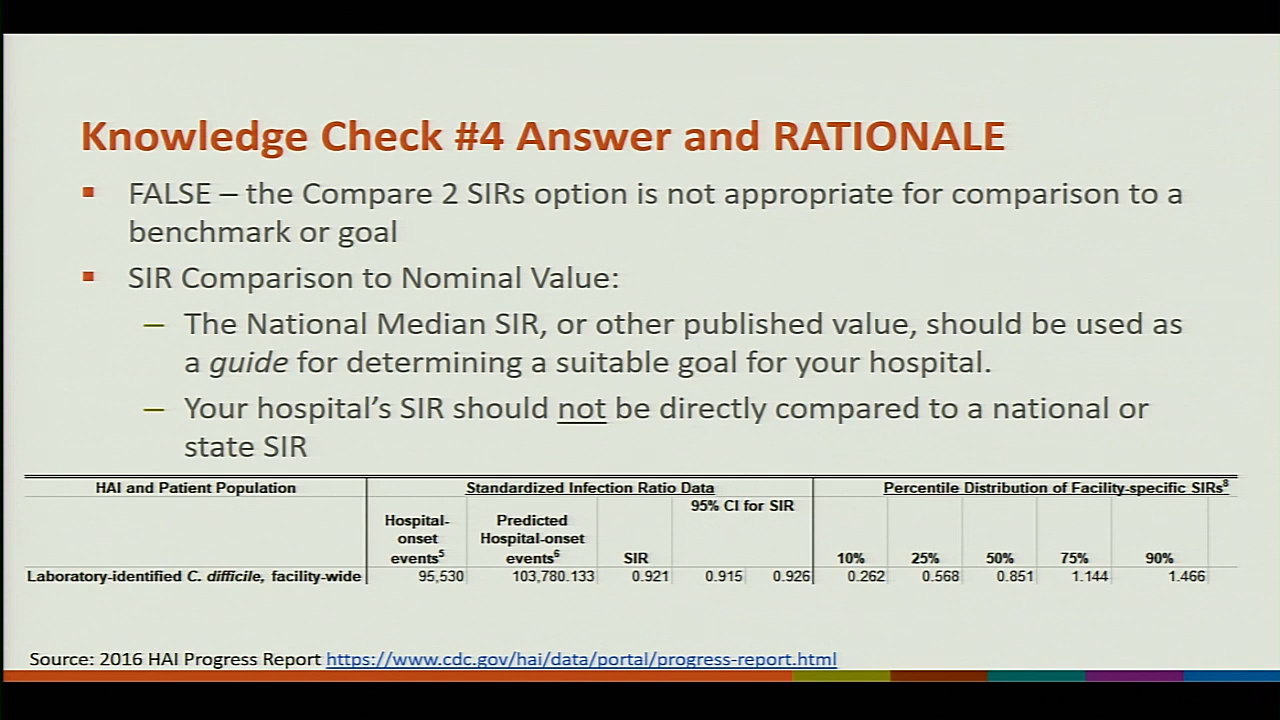 Knowledge Check #4 Answer and RATIONALE
FALSE – the Compare 2 SIRs option is not appropriate for comparison to a
benchmark or goal
SIR Comparison to Nominal Value:
– The National Median SIR, or other published value, should be used as
a guide for determining a suitable goal for your hospital.
– Your hospital's SIR should not be directly compared to a national or
state SIR
HAI and Patient Population Standardized Infection Ratio Data Percentile Distribution of Facility-specific SIRs8
95% CI for SIR
Hospital-
onset
events5
Predicted
Hospital-onset
events6
SIR
10% 25% 50% 75% 90%
Laboratory-identified C. difficile, facility-wide 95,530 103,780.133 0.921 0.915 0.926 0.262 0.568 0.851 1.144 1.466
Source: 2016 HAI Progress Report https://www.cdc.gov/hai/data/portal/progress-report.html